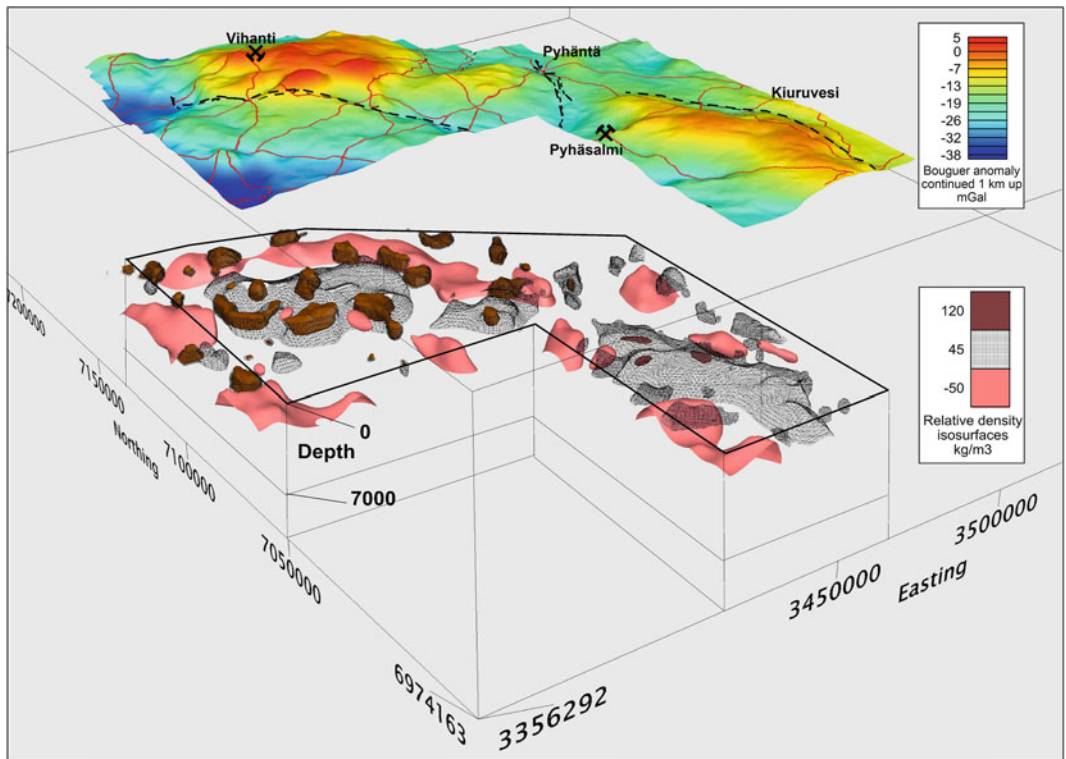 Vihanti
Pyhäntä
Kiuruvesi
Pyhäsalmi
5
0
-7
-13
-19
-26
-32
-38
Bouguer anomaly
continued 1 km up
mGal
120
45
-50
Relative density
isosurfaces
kg/m3
0
Depth
7000
7200000
7150000
Northing
7100000
7050000
6974163
3356292
3450000
Easting
3500000